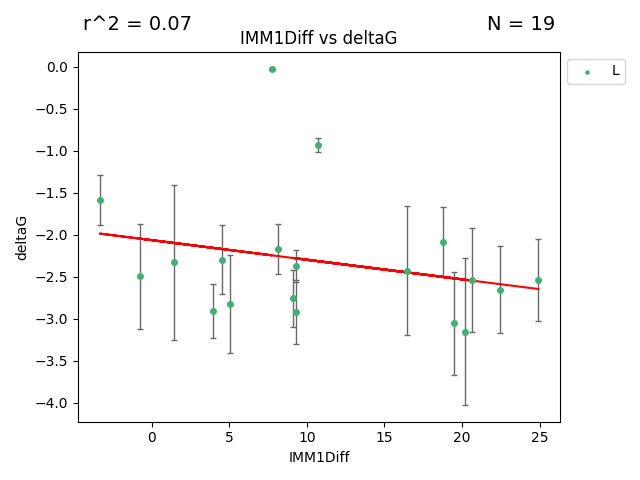 r^2 = 0.07
N = 19
IMM1Diff vs deltaG
L
0.0
−0.5
−1.0
−1.5
−2.0
−2.5
−3.0
−3.5
−4.0
deltaG
0 5 10 15 20 25
IMM1Diff